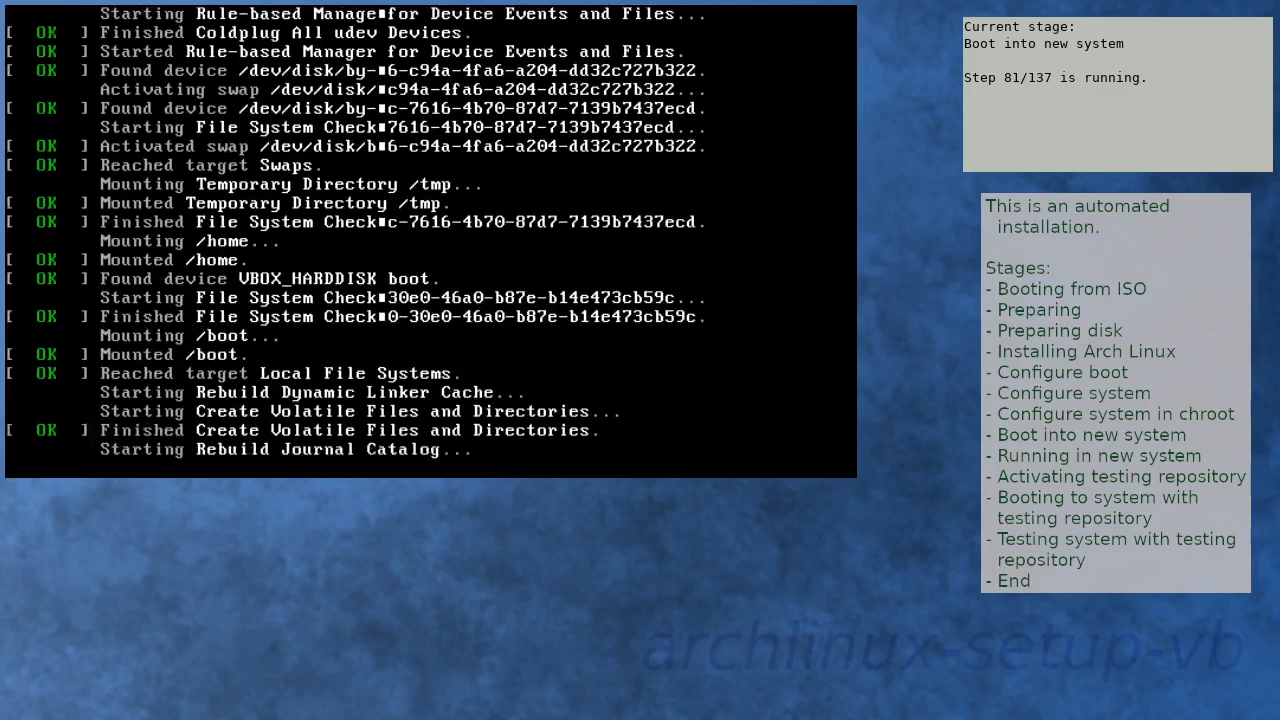 Starting Rule-based Manage▪for Device Events and Files...
[  OK  ] Finished Coldplug All udev Devices.
[  OK  ] Started Rule-based Manager for Device Events and Files.
[  OK  ] Found device /dev/disk/by-▪6-c94a-4fa6-a204-dd32c727b322.
Activating swap /dev/disk/▪c94a-4fa6-a204-dd32c727b322...
[  OK  ] Found device /dev/disk/by-▪c-7616-4b70-87d7-7139b7437ecd.
Starting File System Check▪7616-4b70-87d7-7139b7437ecd...
[  OK  ] Activated swap /dev/disk/b▪6-c94a-4fa6-a204-dd32c727b322.
[  OK  ] Reached target Swaps.
Mounting Temporary Directory /tmp...
[  OK  ] Mounted Temporary Directory /tmp.
[  OK  ] Finished File System Check▪c-7616-4b70-87d7-7139b7437ecd.
Mounting /home...
[  OK  ] Mounted /home.
[  OK  ] Found device VBOX_HARDDISK boot.
Starting File System Check▪30e0-46a0-b87e-b14e473cb59c...
[  OK  ] Finished File System Check▪0-30e0-46a0-b87e-b14e473cb59c.
Mounting /boot...
[  OK  ] Mounted /boot.
[  OK  ] Reached target Local File Systems.
Starting Rebuild Dynamic Linker Cache...
Starting Create Volatile Files and Directories...
[  OK  ] Finished Create Volatile Files and Directories.
Starting Rebuild Journal Catalog...
Current stage:
Boot into new system
Step 81/137 is running.
This is an automated
installation.
Stages:
- Booting from ISO
- Preparing
- Preparing disk
- Installing Arch Linux
- Configure boot
- Configure system
- Configure system in chroot
- Boot into new system
- Running in new system
- Activating testing repository
- Booting to system with
testing repository
- Testing system with testing
repository
- End
archlinux-setup-vb